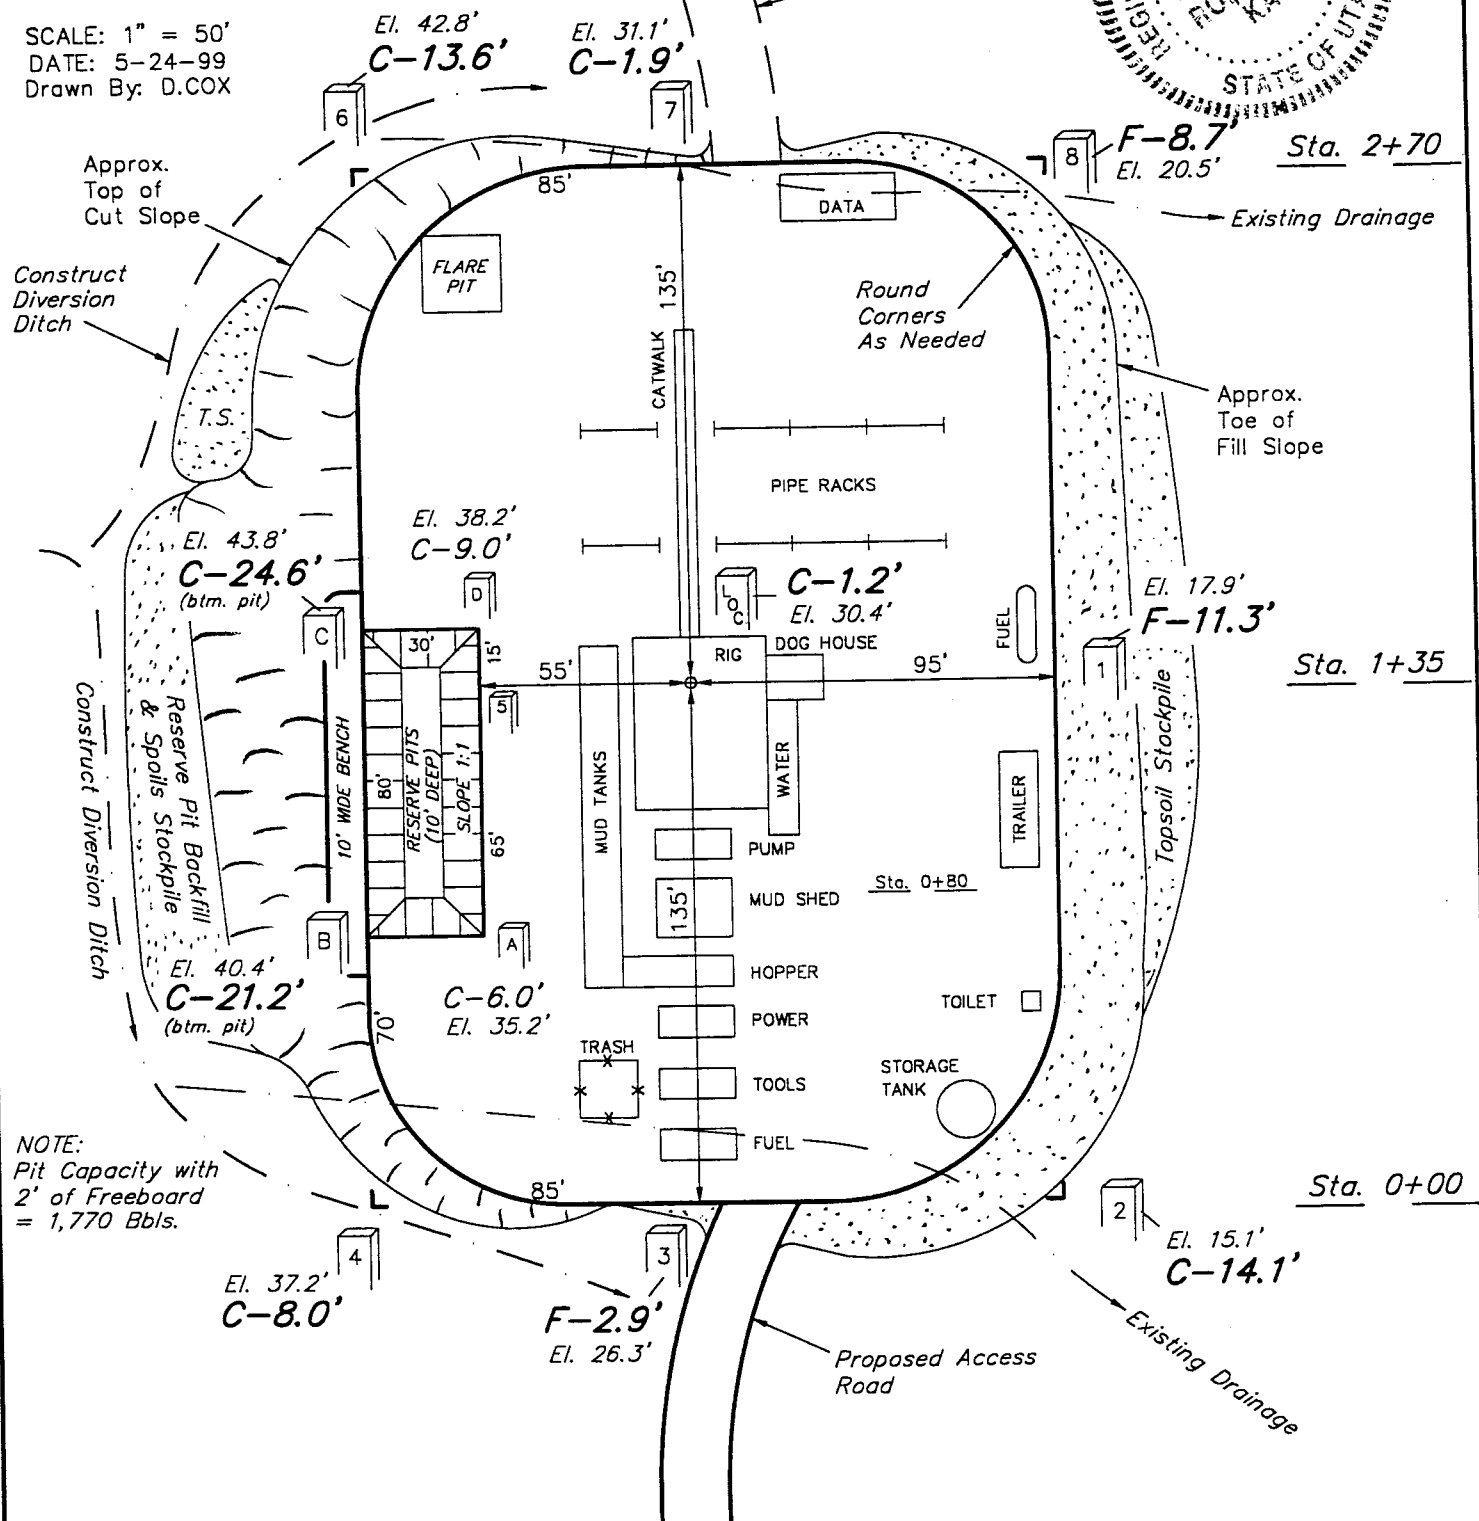 SCALE: 1" = 50'
DATE: 5-24-99
Drawn By: D.COX
El. 42.8'
C-13.6'
El. 31.1'
C-1.9'
STATE OF UTA
6
7
8
F-8.7'
El. 20.5'
Sta. 2+70
Approx.
Top of
Cut Slope
85'
DATA
Existing Drainage
Construct
Diversion
Ditch
FLARE
PIT
135'
Round
Corners
As Needed
CATWALK
T.S.
Approx.
Toe of
Fill Slope
PIPE RACKS
El. 43.8'
C-24.6'
(btm. pit)
El. 38.2'
C-9.0'
D
LOC
C-1.2'
El. 30.4'
El. 17.9'
F-11.3'
C
30'
15'
RIG
DOG HOUSE
FUEL
1
Sta. 1+35
55'
95'
5
Construct Diversion Ditch
Reserve Pit Backfill
& Spoils Stockpile
10' WIDE BENCH
80'
RESERVE PITS
(10' DEEP)
SLOPE 1:1
65'
MUD TANKS
WATER
TRAILER
Topsoil Stockpile
PUMP
MUD SHED
Sta. 0+80
135'
B
A
HOPPER
El. 40.4'
C-21.2'
(btm. pit)
C-6.0'
El. 35.2'
70'
POWER
TOILET
TRASH
TOOLS
STORAGE
TANK
FUEL
NOTE:
Pit Capacity with
2' of Freeboard
= 1,770 Bbls.
85'
Sta. 0+00
4
3
2
El. 37.2'
C-8.0'
F-2.9'
El. 26.3'
El. 15.1'
C-14.1'
Proposed Access
Road
Existing Drainage